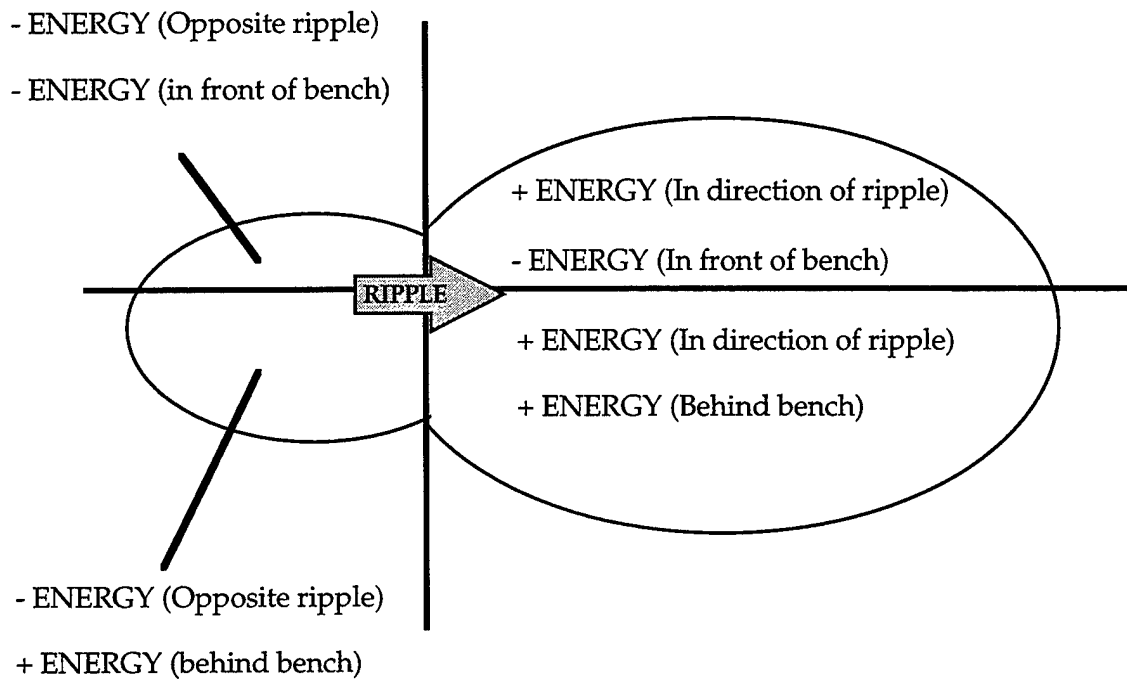 - ENERGY (Opposite ripple)
- ENERGY (in front of bench)
+ ENERGY (In direction of ripple)
- ENERGY (In front of bench)
RIPPLE
+ ENERGY (In direction of ripple)
+ ENERGY (Behind bench)
- ENERGY (Opposite ripple)
+ ENERGY (behind bench)